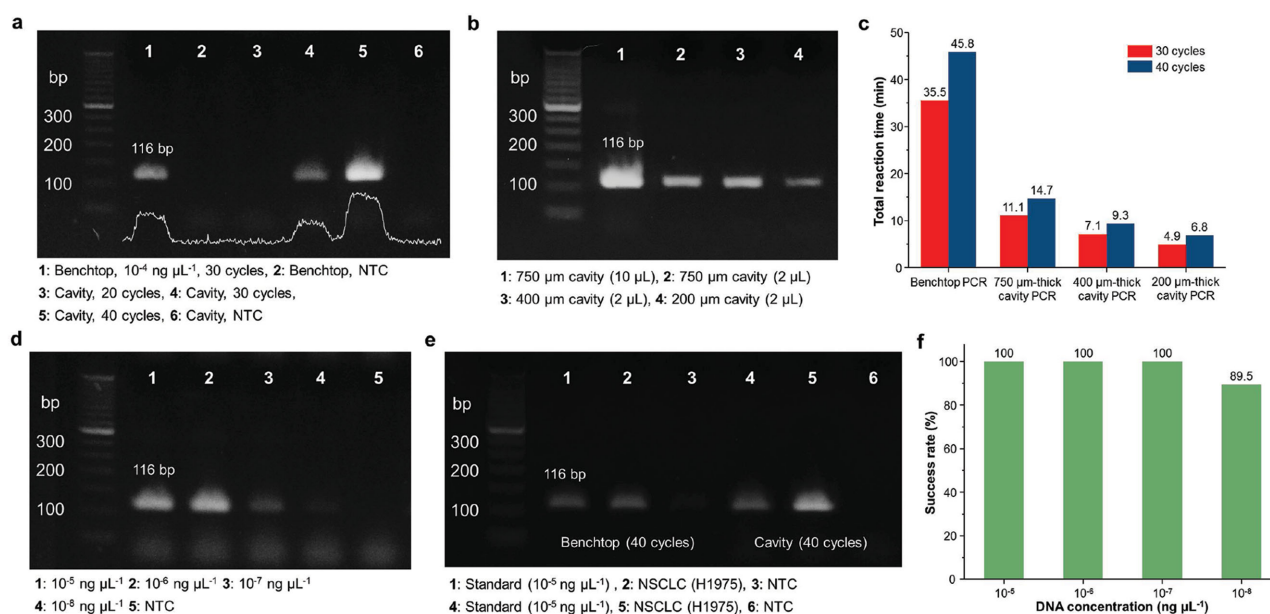 a
1 2 3 4 5 6
bp
300
200
116 bp
100
1: Benchtop, 10⁻⁴ ng µL⁻¹, 30 cycles, 2: Benchtop, NTC
3: Cavity, 20 cycles, 4: Cavity, 30 cycles,
5: Cavity, 40 cycles, 6: Cavity, NTC
b
1 2 3 4
bp
300
116 bp
200
100
1: 750 µm cavity (10 µL), 2: 750 µm cavity (2 µL)
3: 400 µm cavity (2 µL), 4: 200 µm cavity (2 µL)
c
50
40
30
20
10
0
Total reaction time (min)
30 cycles
40 cycles
35.5
45.8
11.1
14.7
7.1
9.3
4.9
6.8
Benchtop PCR
750 µm-thick
cavity PCR
400 µm-thick
cavity PCR
200 µm-thick
cavity PCR
d
1 2 3 4 5
bp
300
200
116 bp
100
1: 10⁻⁵ ng µL⁻¹ 2: 10⁻⁶ ng µL⁻¹ 3: 10⁻⁷ ng µL⁻¹
4: 10⁻⁸ ng µL⁻¹ 5: NTC
e
1 2 3 4 5 6
bp
300
200
116 bp
100
Benchtop (40 cycles)
Cavity (40 cycles)
1: Standard (10⁻⁵ ng µL⁻¹) , 2: NSCLC (H1975), 3: NTC
4: Standard (10⁻⁵ ng µL⁻¹), 5: NSCLC (H1975), 6: NTC
f
100
80
60
40
20
0
Success rate (%)
100
100
100
89.5
10⁻⁵
10⁻⁶
10⁻⁷
10⁻⁸
DNA concentration (ng µL⁻¹)